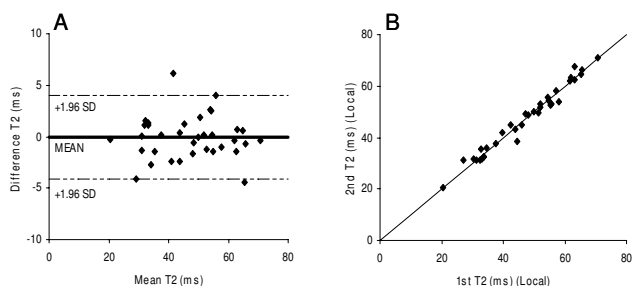 A
B
10
5
0
-5
-10
Difference T2 (ms)
+1.96 SD
MEAN
+1.96 SD
0 20 40 60 80
Mean T2 (ms)
80
60
40
20
0
2nd T2 (ms) (Local)
0 20 40 60 80
1st T2 (ms) (Local)